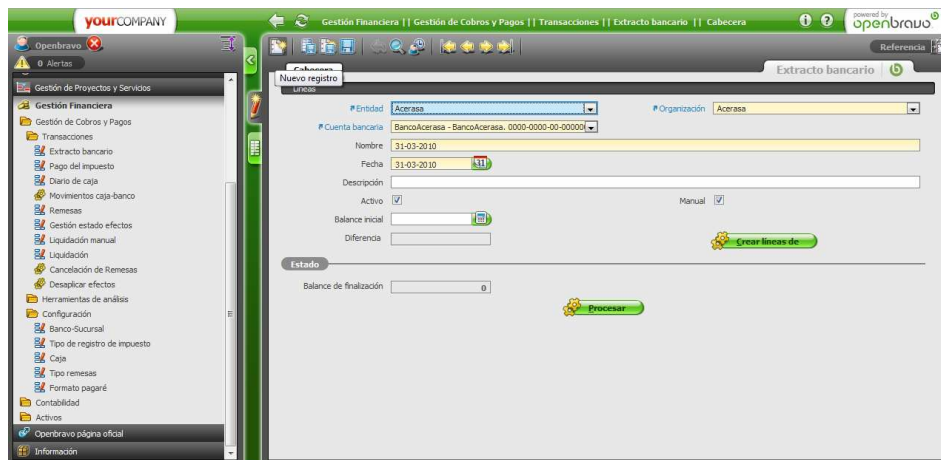 yourCOMPANY
Gestión Financiera || Gestión de Cobros y Pagos || Transacciones || Extracto bancario || Cabecera
powered by
openbravo
Openbravo
0 Alertas
Referencia
Extracto bancario
Cabecera
Nuevo registro
Líneas
Gestión de Proyectos y Servicios
Gestión Financiera
Gestión de Cobros y Pagos
Transacciones
Extracto bancario
Pago del impuesto
Diario de caja
Movimientos caja-banco
Remesas
Gestión estado efectos
Liquidación manual
Liquidación
Cancelación de Remesas
Desaplicar efectos
Herramientas de análisis
Configuración
Banco-Sucursal
Tipo de registro de impuesto
Caja
Tipo remesas
Formato pagaré
Contabilidad
Activos
Openbravo página oficial
Información
Entidad Acerasa
Organización Acerasa
Cuenta bancaria BancoAcerasa - BancoAcerasa. 0000-0000-00-00000
Nombre 31-03-2010
Fecha 31-03-2010
31
Descripción
Activo
Manual
Balance inicial
Diferencia
Crear líneas de
Estado
Balance de finalización 0
Procesar